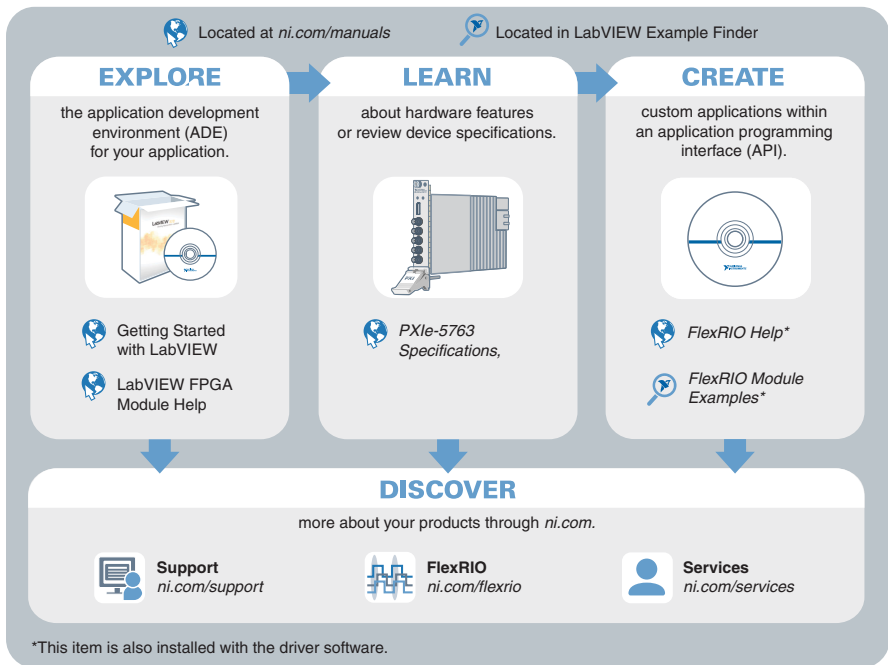 Located at ni.com/manuals
Located in LabVIEW Example Finder
EXPLORE
the application development
environment (ADE)
for your application.
Getting Started
with LabVIEW
LabVIEW FPGA
Module Help
LEARN
about hardware features
or review device specifications.
PXIe-5763
Specifications,
CREATE
custom applications within
an application programming
interface (API).
FlexRIO Help*
FlexRIO Module
Examples*
DISCOVER
more about your products through ni.com.
Support
ni.com/support
FlexRIO
ni.com/flexrio
Services
ni.com/services
*This item is also installed with the driver software.